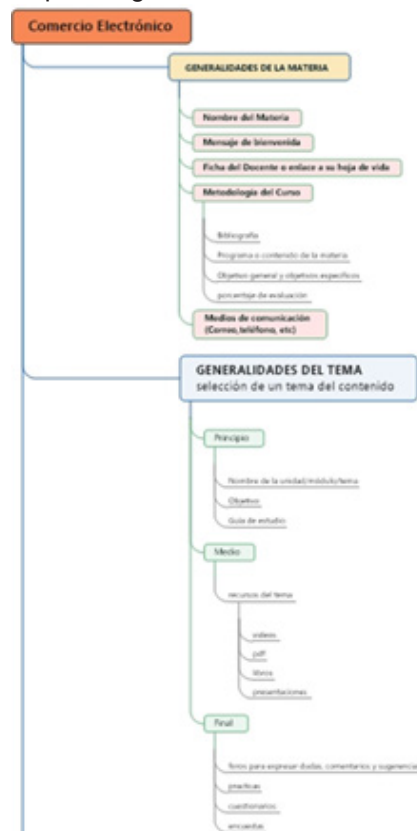 Comercio Electrónico
GENERALIDADES DE LA MATERIA
Nombre del Materia
Mensaje de bienvenida
Ficha del Docente o enlace a su hoja de vida
Metodología del Curso
Bibliografía
Programa o contenido de la materia
Objetivo general y objetivos específicos
porcentaje de evaluación
Medios de comunicación
(Correo,teléfono, etc)
GENERALIDADES DEL TEMA
selección de un tema del contenido
Principio
Nombre de la unidad/módulo/tema
Objetivo
Guía de estudio
Medio
recursos del tema
videos
pdf
libros
presentaciones
Final
foros para expresar dudas, comentarios y sugerencias
practicas
cuestionarios
encuestas